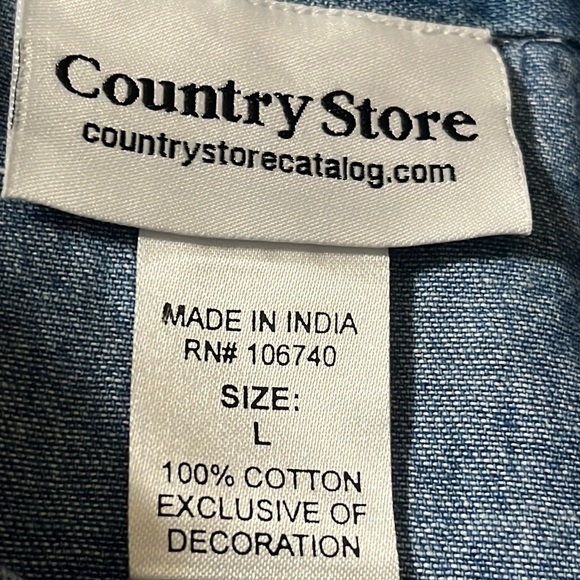 Country Store
countrystorecatalog.com
MADE IN INDIA
RN# 106740
SIZE:
L
100% COTTON
EXCLUSIVE OF
DECORATION